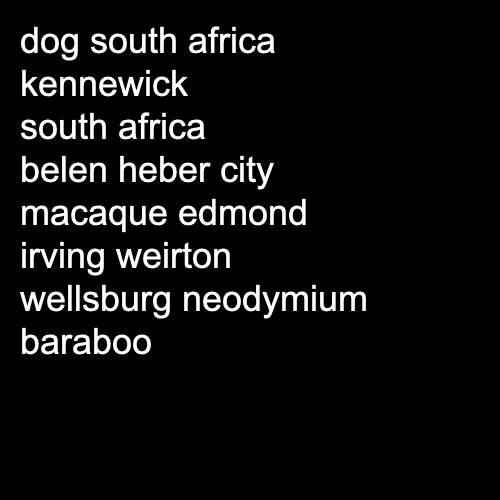 dog south africa
kennewick
south africa
belen heber city
macaque edmond
irving weirton
wellsburg neodymium
baraboo